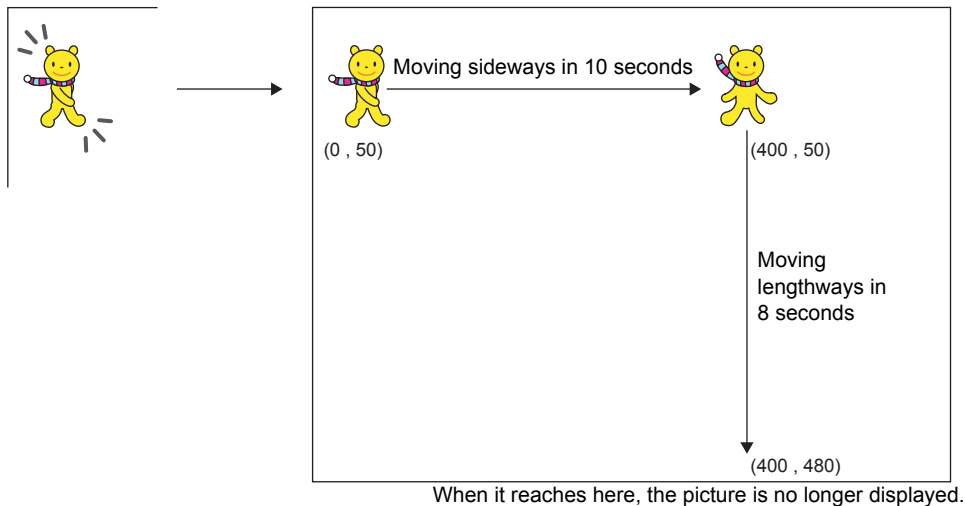 Moving sideways in 10 seconds
(0 , 50)
(400 , 50)
Moving
lengthways in
8 seconds
(400 , 480)
When it reaches here, the picture is no longer displayed.